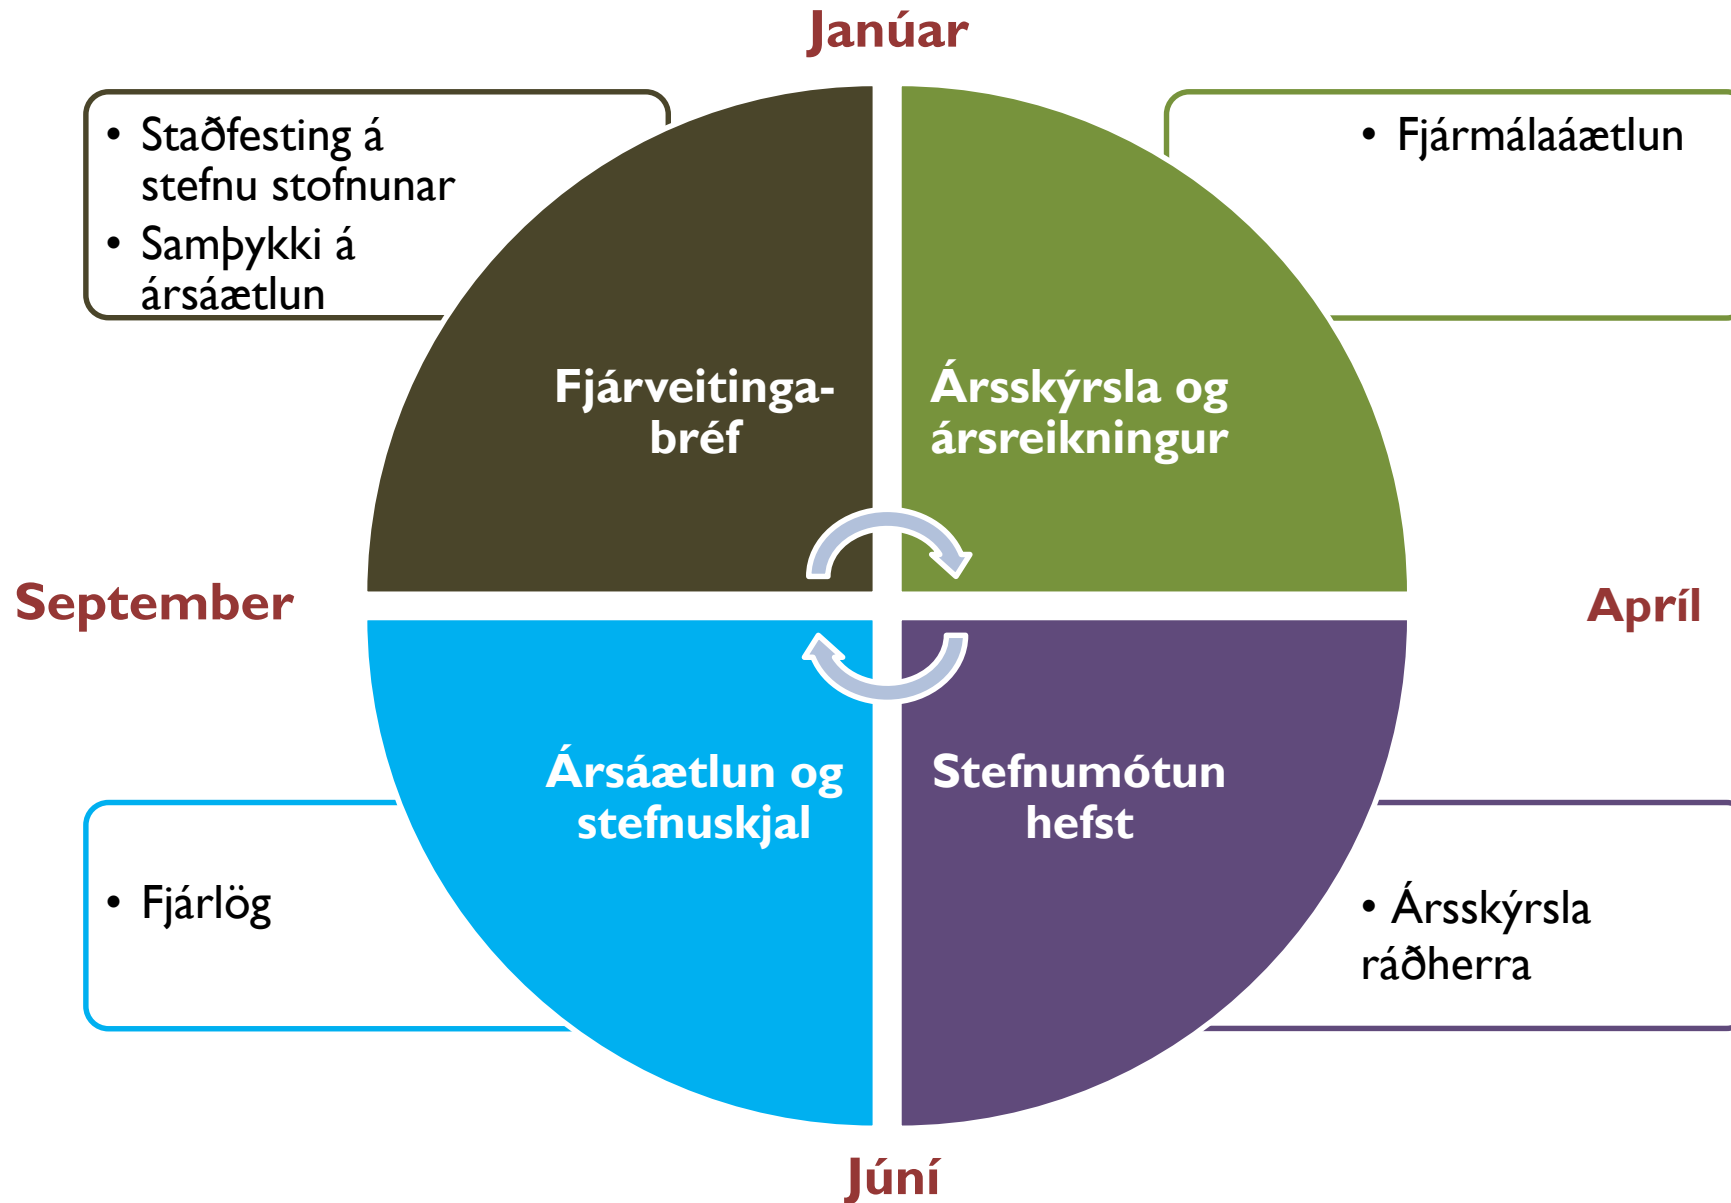 Janúar
• Staðfesting á
stefnu stofnunar
• Samþykki á
ársáætlun
• Fjármálaáætlun
Fjárveitinga-
bréf
Ársskýrsla og
ársreikningur
September
Apríl
Ársáætlun og
stefnuskjal
Stefnumótun
hefst
• Fjárlög
• Ársskýrsla
ráðherra
Júní